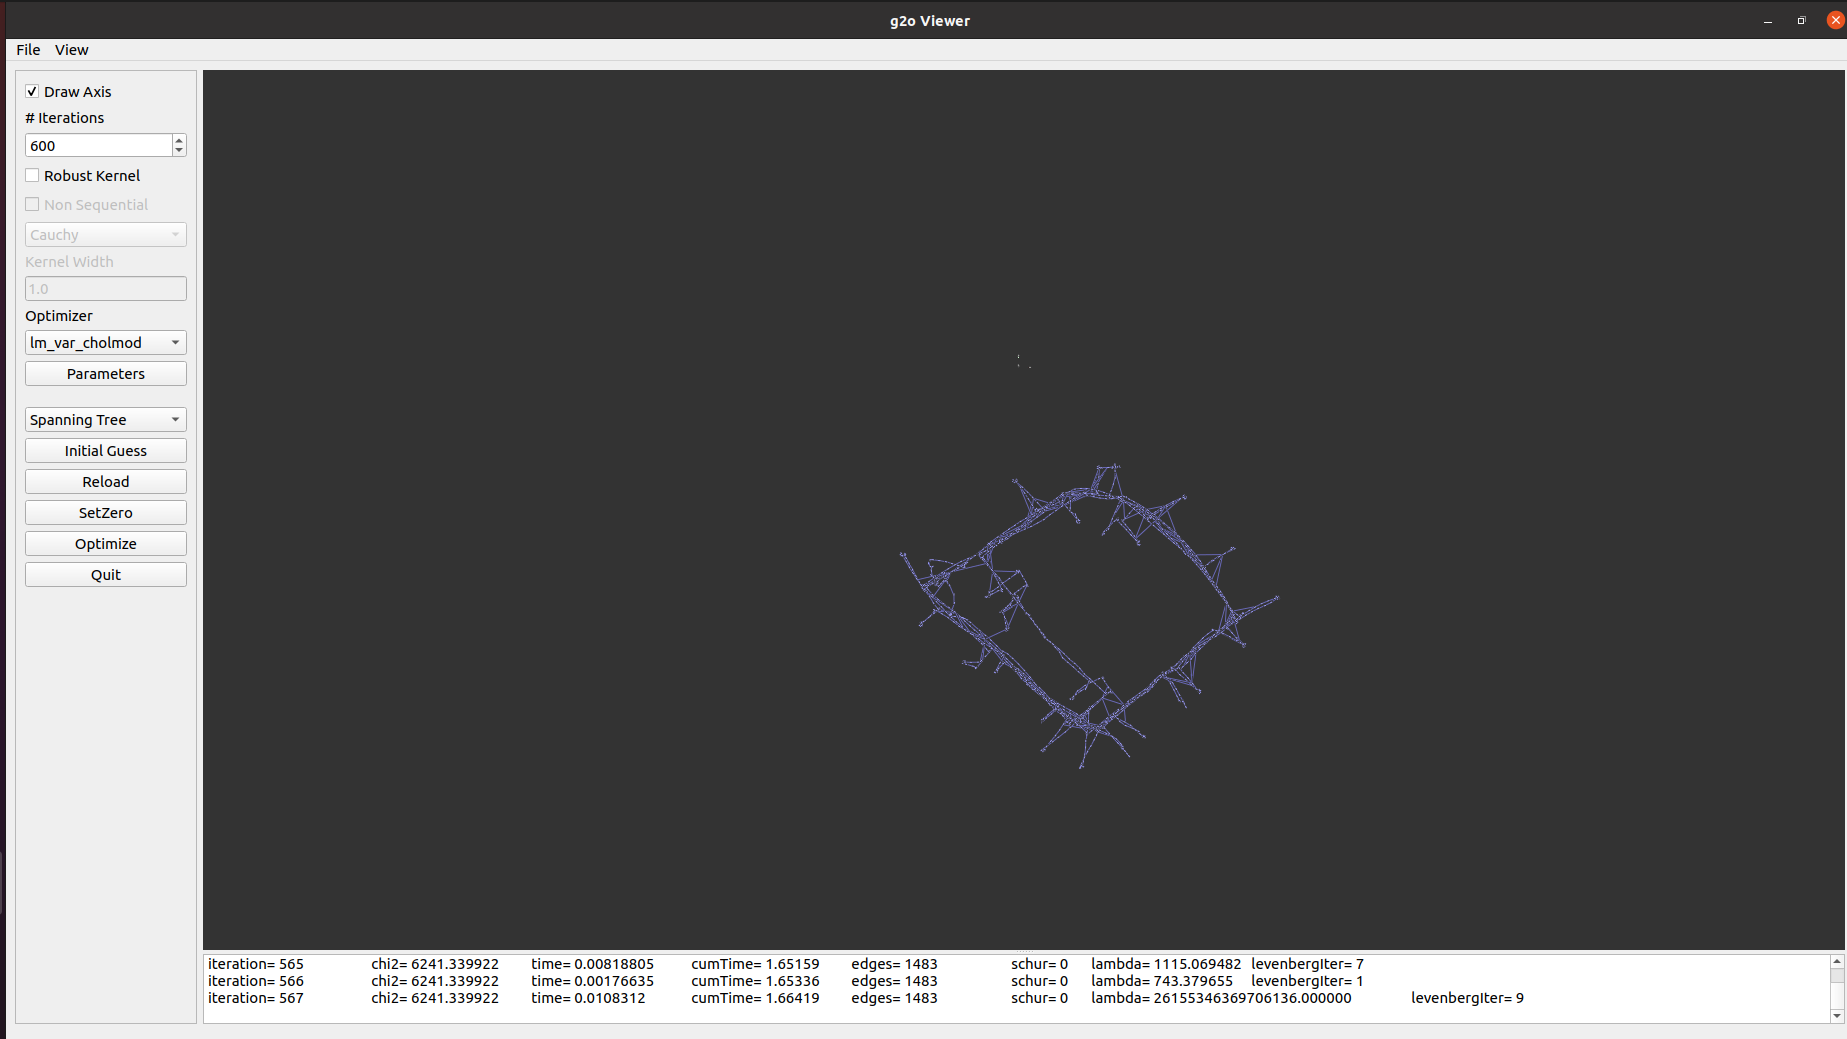 g2o Viewer
File View
Draw Axis
# Iterations
600
Robust Kernel
Non Sequential
Cauchy
Kernel Width
1.0
Optimizer
lm_var_cholmod
Parameters
Spanning Tree
Initial Guess
Reload
SetZero
Optimize
Quit
iteration= 565 chi2= 6241.339922 time= 0.00818805 cumTime= 1.65159 edges= 1483 schur= 0 lambda= 1115.069482 levenbergIter= 7
iteration= 566 chi2= 6241.339922 time= 0.00176635 cumTime= 1.65336 edges= 1483 schur= 0 lambda= 743.379655 levenbergIter= 1
iteration= 567 chi2= 6241.339922 time= 0.0108312 cumTime= 1.66419 edges= 1483 schur= 0 lambda= 26155346369706136.000000 levenbergIter= 9